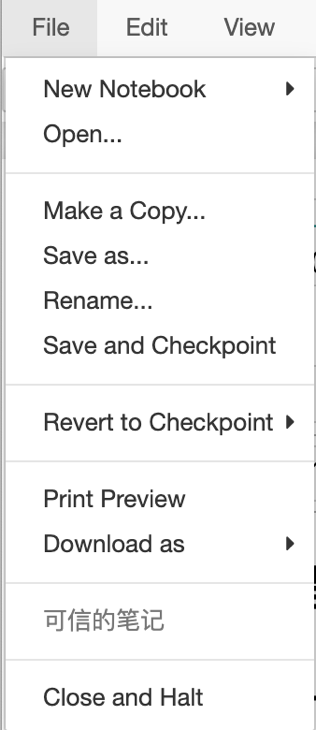 File Edit View
New Notebook
Open...
Make a Copy...
Save as...
Rename...
Save and Checkpoint
Revert to Checkpoint
Print Preview
Download as
可信的笔记
Close and Halt